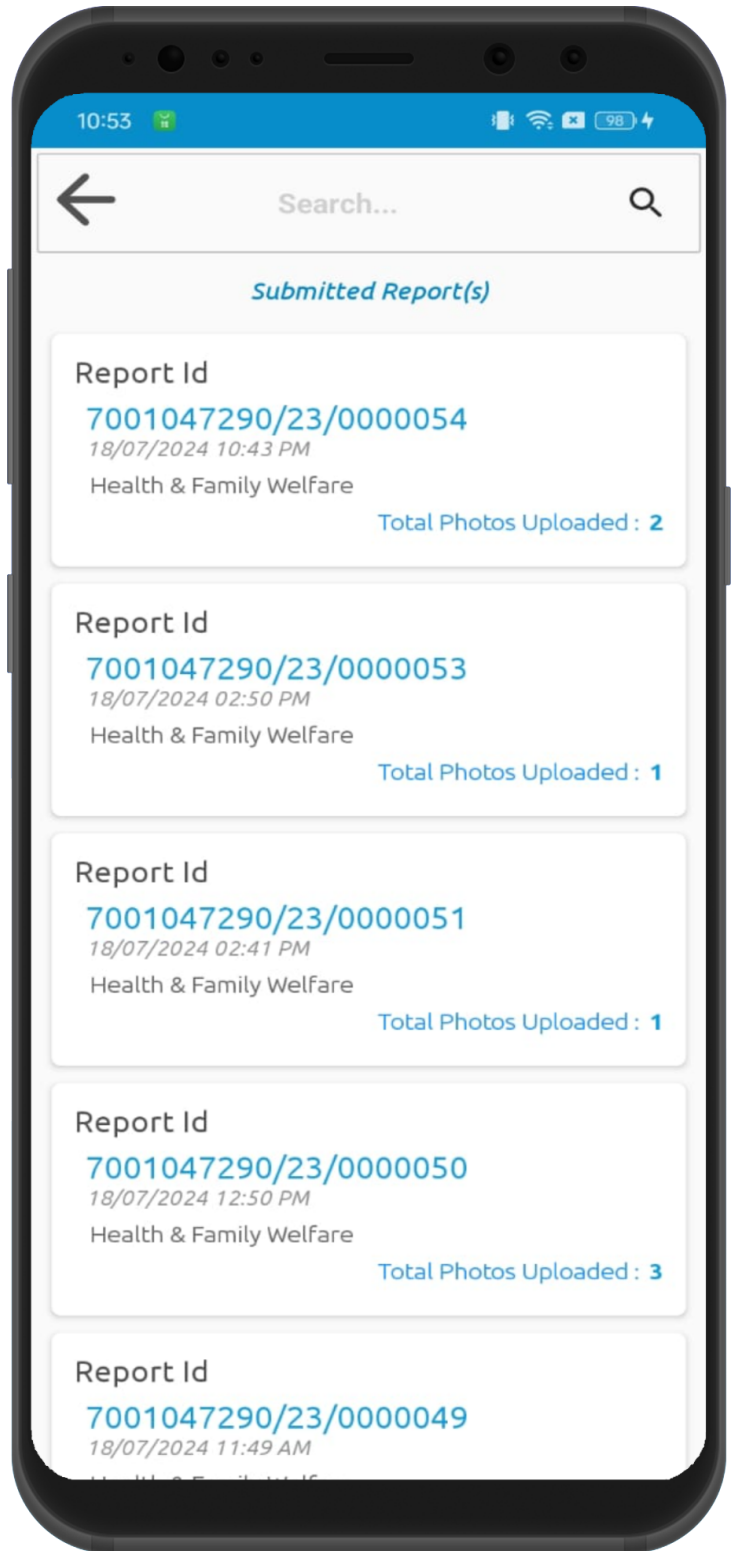 10:53
98
Search...
Submitted Report(s)
Report Id
7001047290/23/0000054
18/07/2024 10:43 PM
Health & Family Welfare
Total Photos Uploaded : 2
Report Id
7001047290/23/0000053
18/07/2024 02:50 PM
Health & Family Welfare
Total Photos Uploaded : 1
Report Id
7001047290/23/0000051
18/07/2024 02:41 PM
Health & Family Welfare
Total Photos Uploaded : 1
Report Id
7001047290/23/0000050
18/07/2024 12:50 PM
Health & Family Welfare
Total Photos Uploaded : 3
Report Id
7001047290/23/0000049
18/07/2024 11:49 AM